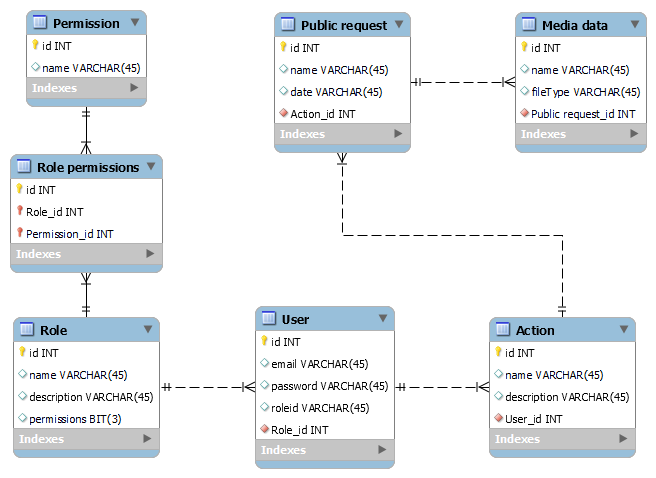 Permission
id INT
name VARCHAR(45)
Indexes
Role permissions
id INT
Role_id INT
Permission_id INT
Indexes
Role
id INT
name VARCHAR(45)
description VARCHAR(45)
permissions BIT(3)
Indexes
Public request
id INT
name VARCHAR(45)
date VARCHAR(45)
Action_id INT
Indexes
Media data
id INT
name VARCHAR(45)
fileType VARCHAR(45)
Public request_id INT
Indexes
User
id INT
email VARCHAR(45)
password VARCHAR(45)
roleid VARCHAR(45)
Role_id INT
Indexes
Action
id INT
name VARCHAR(45)
description VARCHAR(45)
User_id INT
Indexes